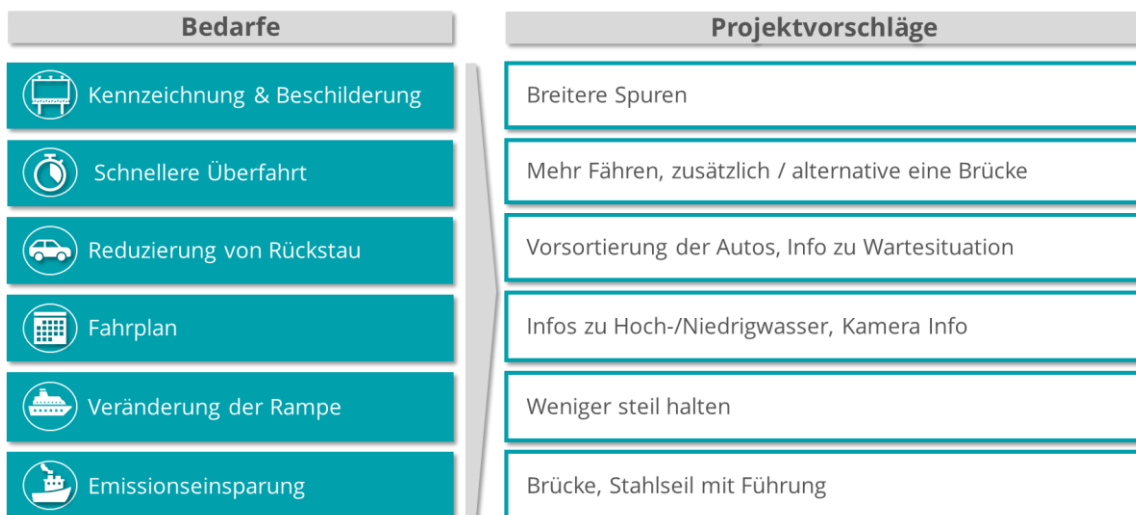 Bedarfe
Projektvorschläge
Kennzeichnung & Beschilderung
Breitere Spuren
Schnellere Überfahrt
Mehr Fähren, zusätzlich / alternative eine Brücke
Reduzierung von Rückstau
Vorsortierung der Autos, Info zu Wartesituation
Fahrplan
Infos zu Hoch-/Niedrigwasser, Kamera Info
Veränderung der Rampe
Weniger steil halten
Emissionseinsparung
Brücke, Stahlseil mit Führung